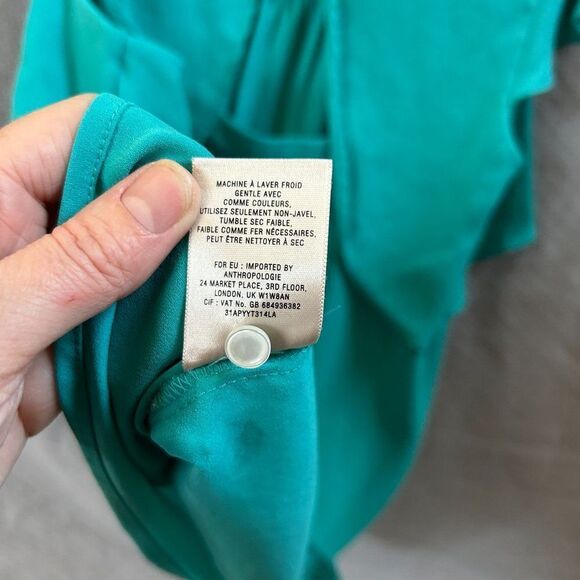 MACHINE À LAVER FROID
GENTLE AVEC
COMME COULEURS,
UTILISEZ SEULEMENT NON-JAVEL,
TUMBLE SEC FAIBLE,
FAIBLE COMME FER NÉCESSAIRES,
PEUT ÊTRE NETTOYER À SEC
FOR EU : IMPORTED BY
ANTHROPOLOGIE
24 MARKET PLACE, 3RD FLOOR,
LONDON, UK W1W8AN
CIF : VAT No. GB 684936382
31APYYT314LA